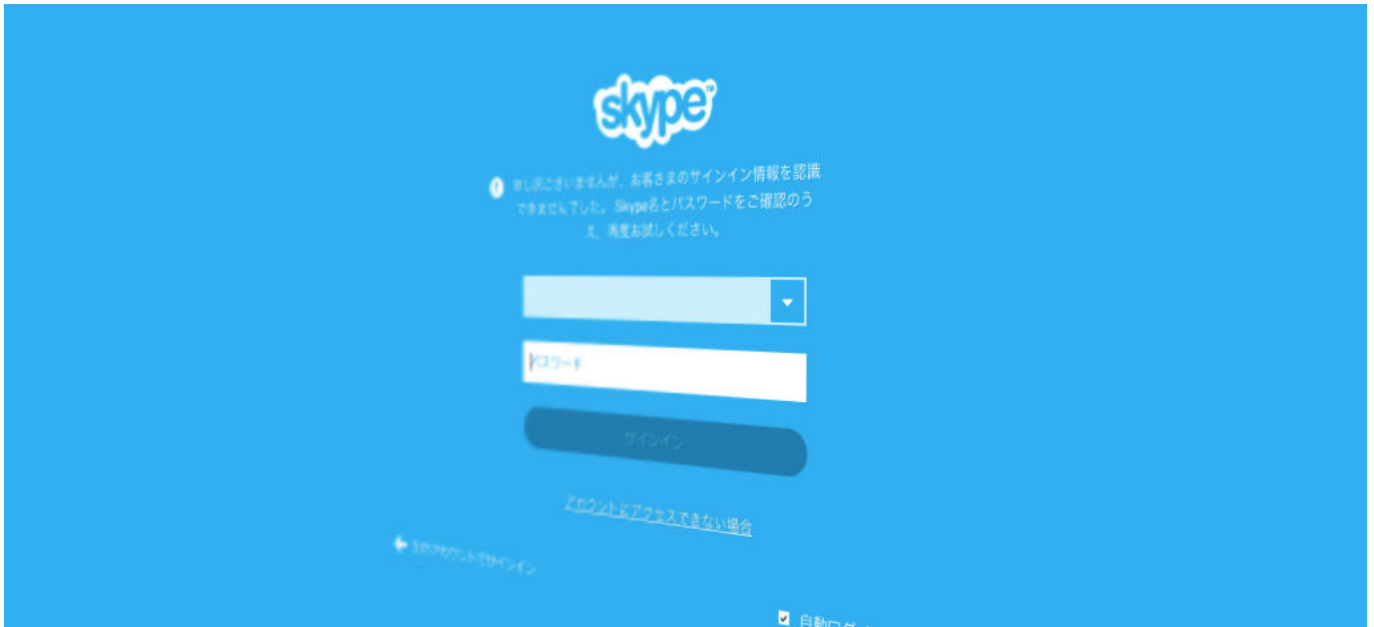 skype™
申し訳ございませんが、お客さまのサインイン情報を認識
できませんでした。 Skype名とパスワードをご確認のう
え、再度お試しください。
パスワード
サインイン
アカウントにアクセスできない場合
アカウントでサインイン
自動ログ